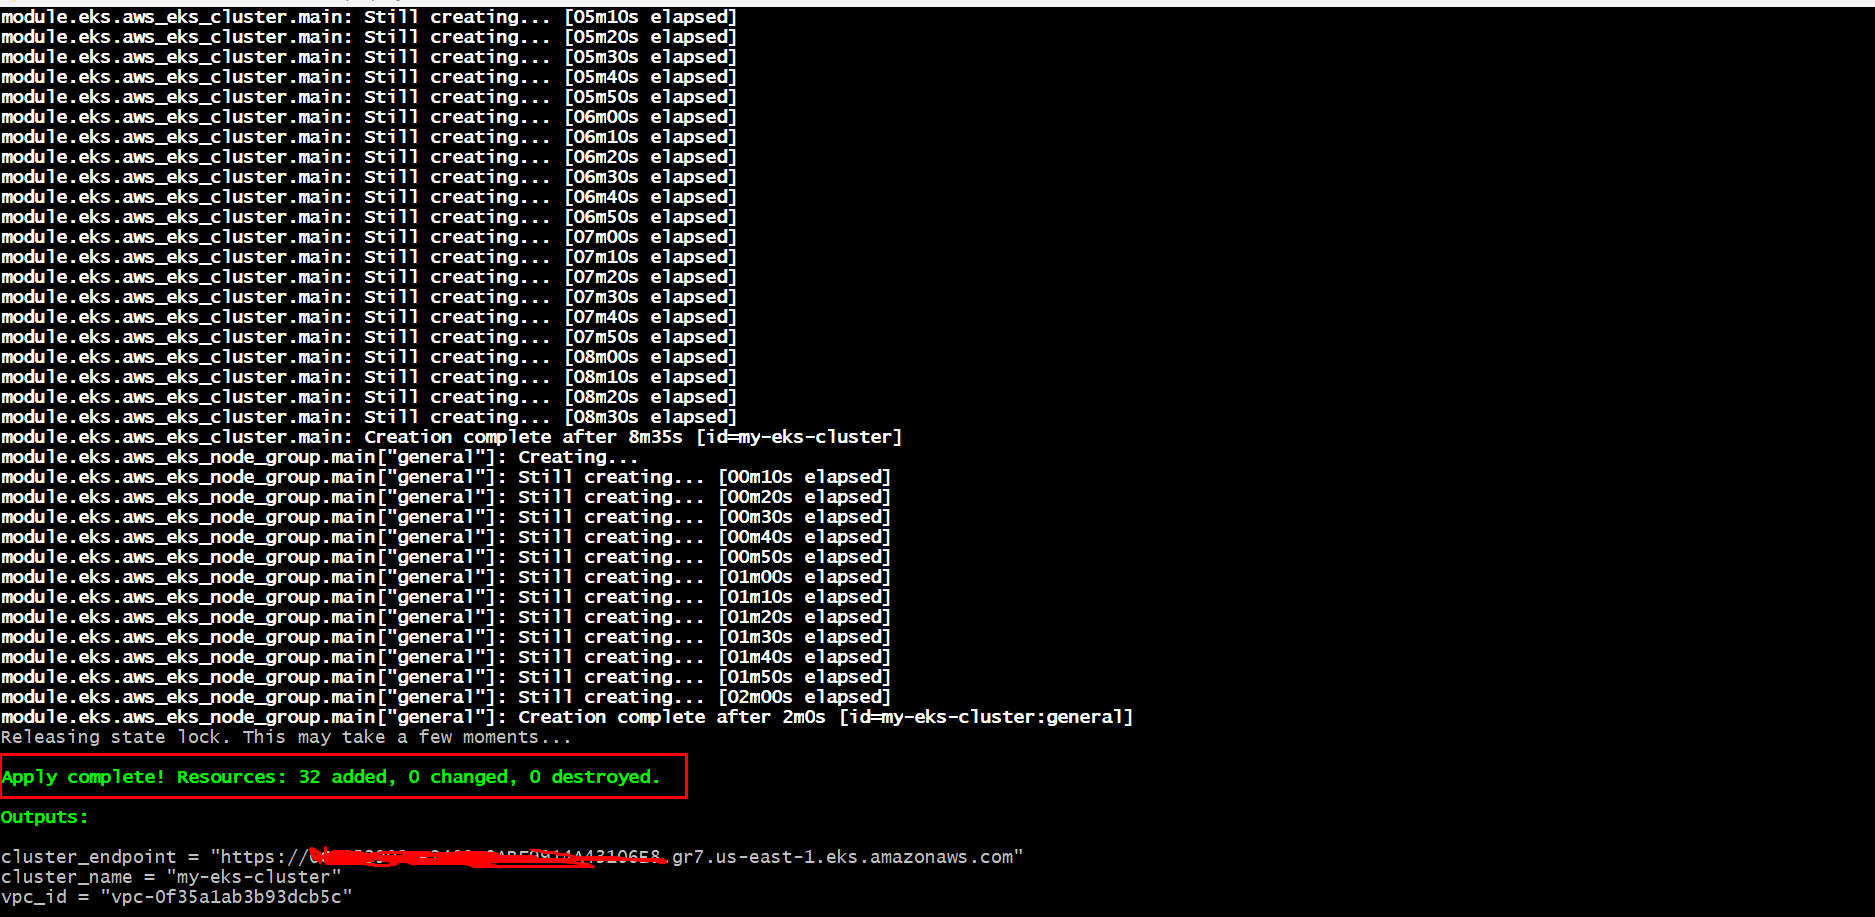 module.eks.aws_eks_cluster.main: Still creating... [05m10s elapsed]
module.eks.aws_eks_cluster.main: Still creating... [05m20s elapsed]
module.eks.aws_eks_cluster.main: Still creating... [05m30s elapsed]
module.eks.aws_eks_cluster.main: Still creating... [05m40s elapsed]
module.eks.aws_eks_cluster.main: Still creating... [05m50s elapsed]
module.eks.aws_eks_cluster.main: Still creating... [06m00s elapsed]
module.eks.aws_eks_cluster.main: Still creating... [06m10s elapsed]
module.eks.aws_eks_cluster.main: Still creating... [06m20s elapsed]
module.eks.aws_eks_cluster.main: Still creating... [06m30s elapsed]
module.eks.aws_eks_cluster.main: Still creating... [06m40s elapsed]
module.eks.aws_eks_cluster.main: Still creating... [06m50s elapsed]
module.eks.aws_eks_cluster.main: Still creating... [07m00s elapsed]
module.eks.aws_eks_cluster.main: Still creating... [07m10s elapsed]
module.eks.aws_eks_cluster.main: Still creating... [07m20s elapsed]
module.eks.aws_eks_cluster.main: Still creating... [07m30s elapsed]
module.eks.aws_eks_cluster.main: Still creating... [07m40s elapsed]
module.eks.aws_eks_cluster.main: Still creating... [07m50s elapsed]
module.eks.aws_eks_cluster.main: Still creating... [08m00s elapsed]
module.eks.aws_eks_cluster.main: Still creating... [08m10s elapsed]
module.eks.aws_eks_cluster.main: Still creating... [08m20s elapsed]
module.eks.aws_eks_cluster.main: Still creating... [08m30s elapsed]
module.eks.aws_eks_cluster.main: Creation complete after 8m35s [id=my-eks-cluster]
module.eks.aws_eks_node_group.main["general"]: Creating...
module.eks.aws_eks_node_group.main["general"]: Still creating... [00m10s elapsed]
module.eks.aws_eks_node_group.main["general"]: Still creating... [00m20s elapsed]
module.eks.aws_eks_node_group.main["general"]: Still creating... [00m30s elapsed]
module.eks.aws_eks_node_group.main["general"]: Still creating... [00m40s elapsed]
module.eks.aws_eks_node_group.main["general"]: Still creating... [00m50s elapsed]
module.eks.aws_eks_node_group.main["general"]: Still creating... [01m00s elapsed]
module.eks.aws_eks_node_group.main["general"]: Still creating... [01m10s elapsed]
module.eks.aws_eks_node_group.main["general"]: Still creating... [01m20s elapsed]
module.eks.aws_eks_node_group.main["general"]: Still creating... [01m30s elapsed]
module.eks.aws_eks_node_group.main["general"]: Still creating... [01m40s elapsed]
module.eks.aws_eks_node_group.main["general"]: Still creating... [01m50s elapsed]
module.eks.aws_eks_node_group.main["general"]: Still creating... [02m00s elapsed]
module.eks.aws_eks_node_group.main["general"]: Creation complete after 2m0s [id=my-eks-cluster:general]
Releasing state lock. This may take a few moments...
Apply complete! Resources: 32 added, 0 changed, 0 destroyed.
Outputs:
cluster_endpoint = "https:// .gr7.us-east-1.eks.amazonaws.com"
cluster_name = "my-eks-cluster"
vpc_id = "vpc-0f35a1ab3b93dcb5c"